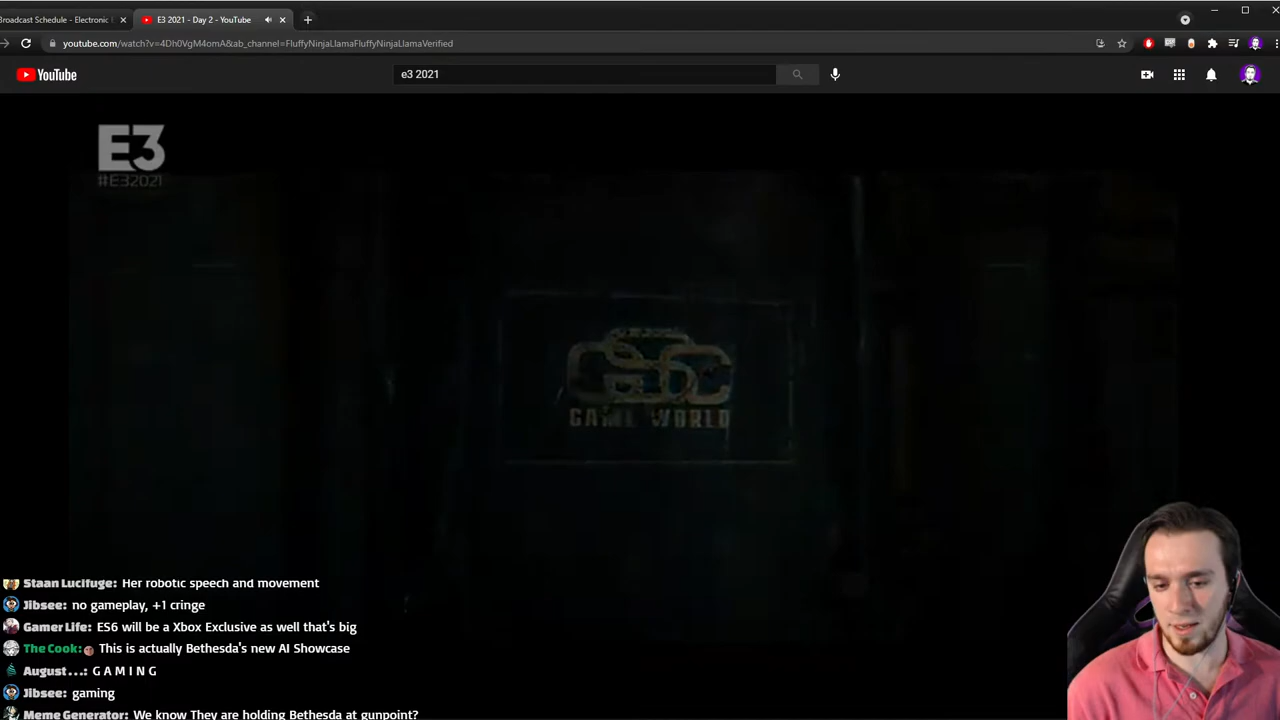 Broadcast Schedule - Electronic E
E3 2021 - Day 2 - YouTube
youtube.com/watch?v=4Dh0VgM4omA&ab_channel=FluffyNinjaLlamaFluffyNinjaLlamaVerified
YouTube
e3 2021
E3
#E32021
GSC
GAME WORLD
Staan Lucifuge: Her robotic speech and movement
Jibsee: no gameplay, +1 cringe
Gamer Life: ES6 will be a Xbox Exclusive as well that's big
The Cook: This is actually Bethesda's new AI Showcase
August...: G A M I N G
Jibsee: gaming
Meme Generator: We know They are holding Bethesda at gunpoint?